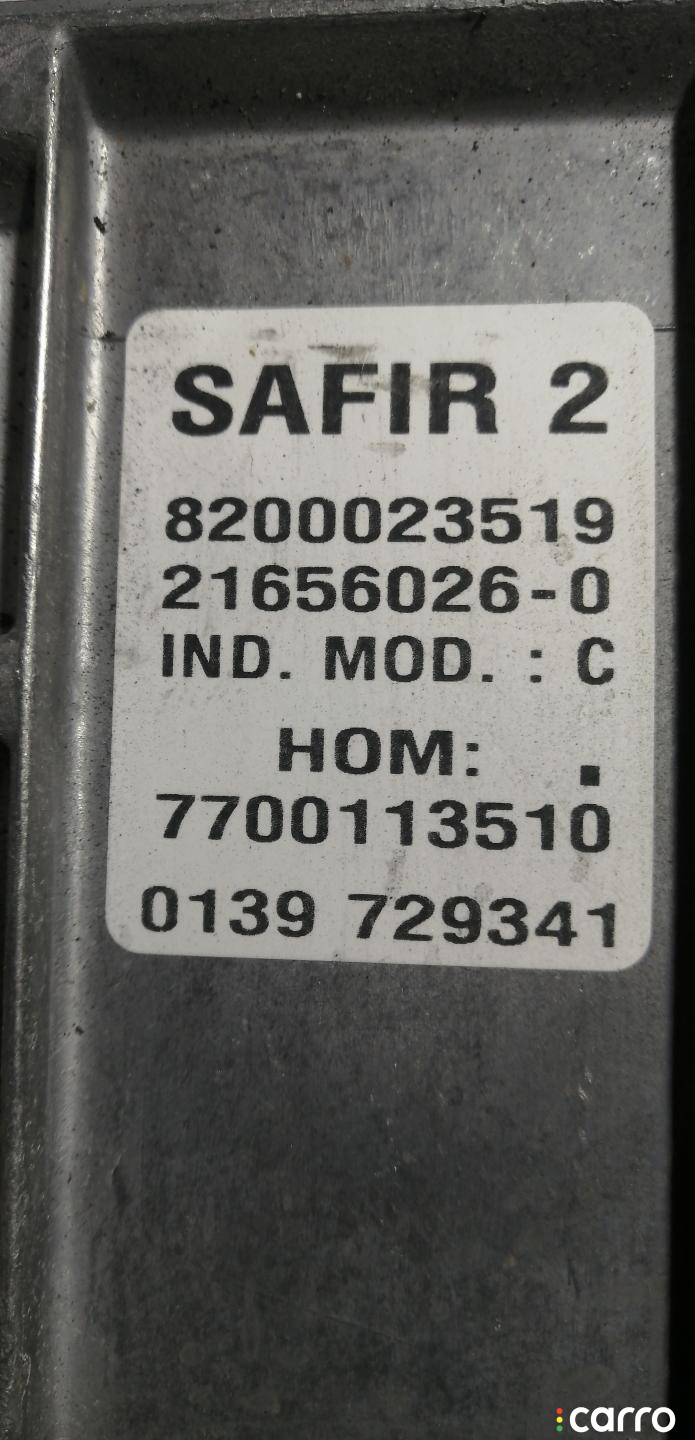 SAFIR 2
8200023519
21656026-0
IND. MOD. : C
HOM: .
7700113510
0139 729341
carro